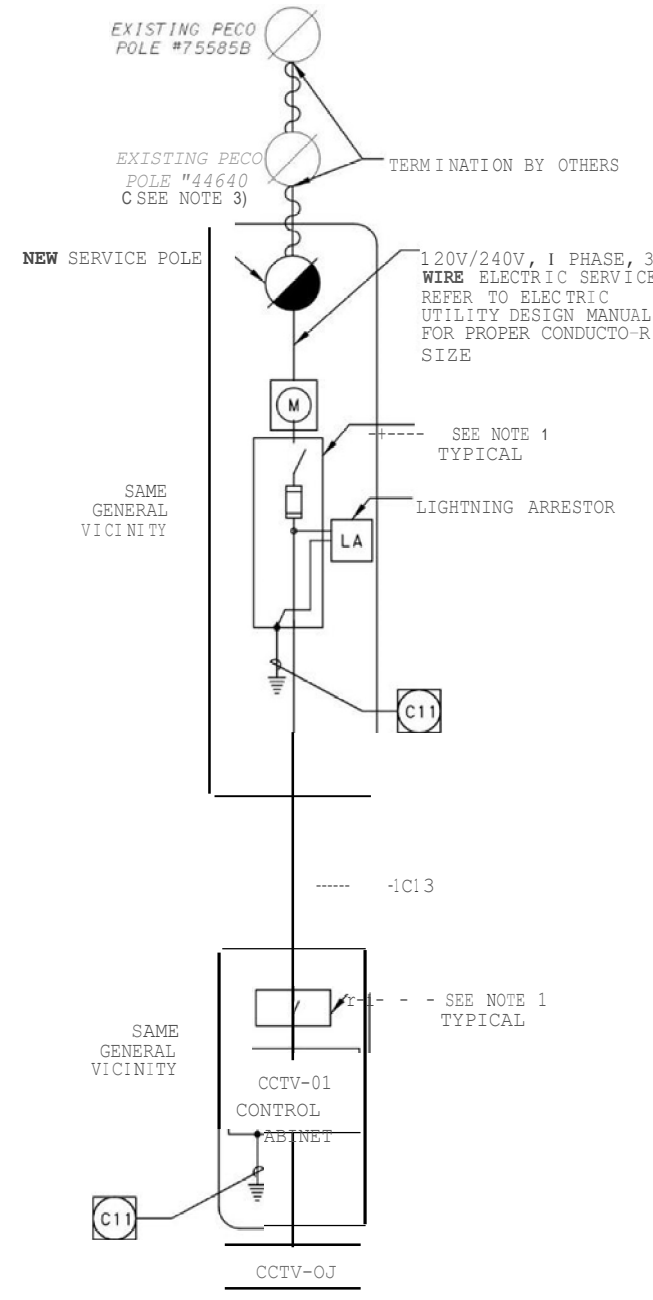 EXISTING PECO
POLE #75585B
EXISTING PECO
POLE "44640
C SEE NOTE 3)
TERMINATION BY OTHERS
NEW SERVICE POLE
120V/240V, I PHASE, 3
WIRE ELECTRIC SERVICE
REFER TO ELECTRIC
UTILITY DESIGN MANUAL
FOR PROPER CONDUCTO-R
SIZE
M
SEE NOTE 1
TYPICAL
SAME
GENERAL
VICINITY
LIGHTNING ARRESTOR
LA
C11
-1C13
SEE NOTE 1
TYPICAL
SAME
GENERAL
VICINITY
CCTV-01
CONTROL
ABINET
C11
CCTV-OJ